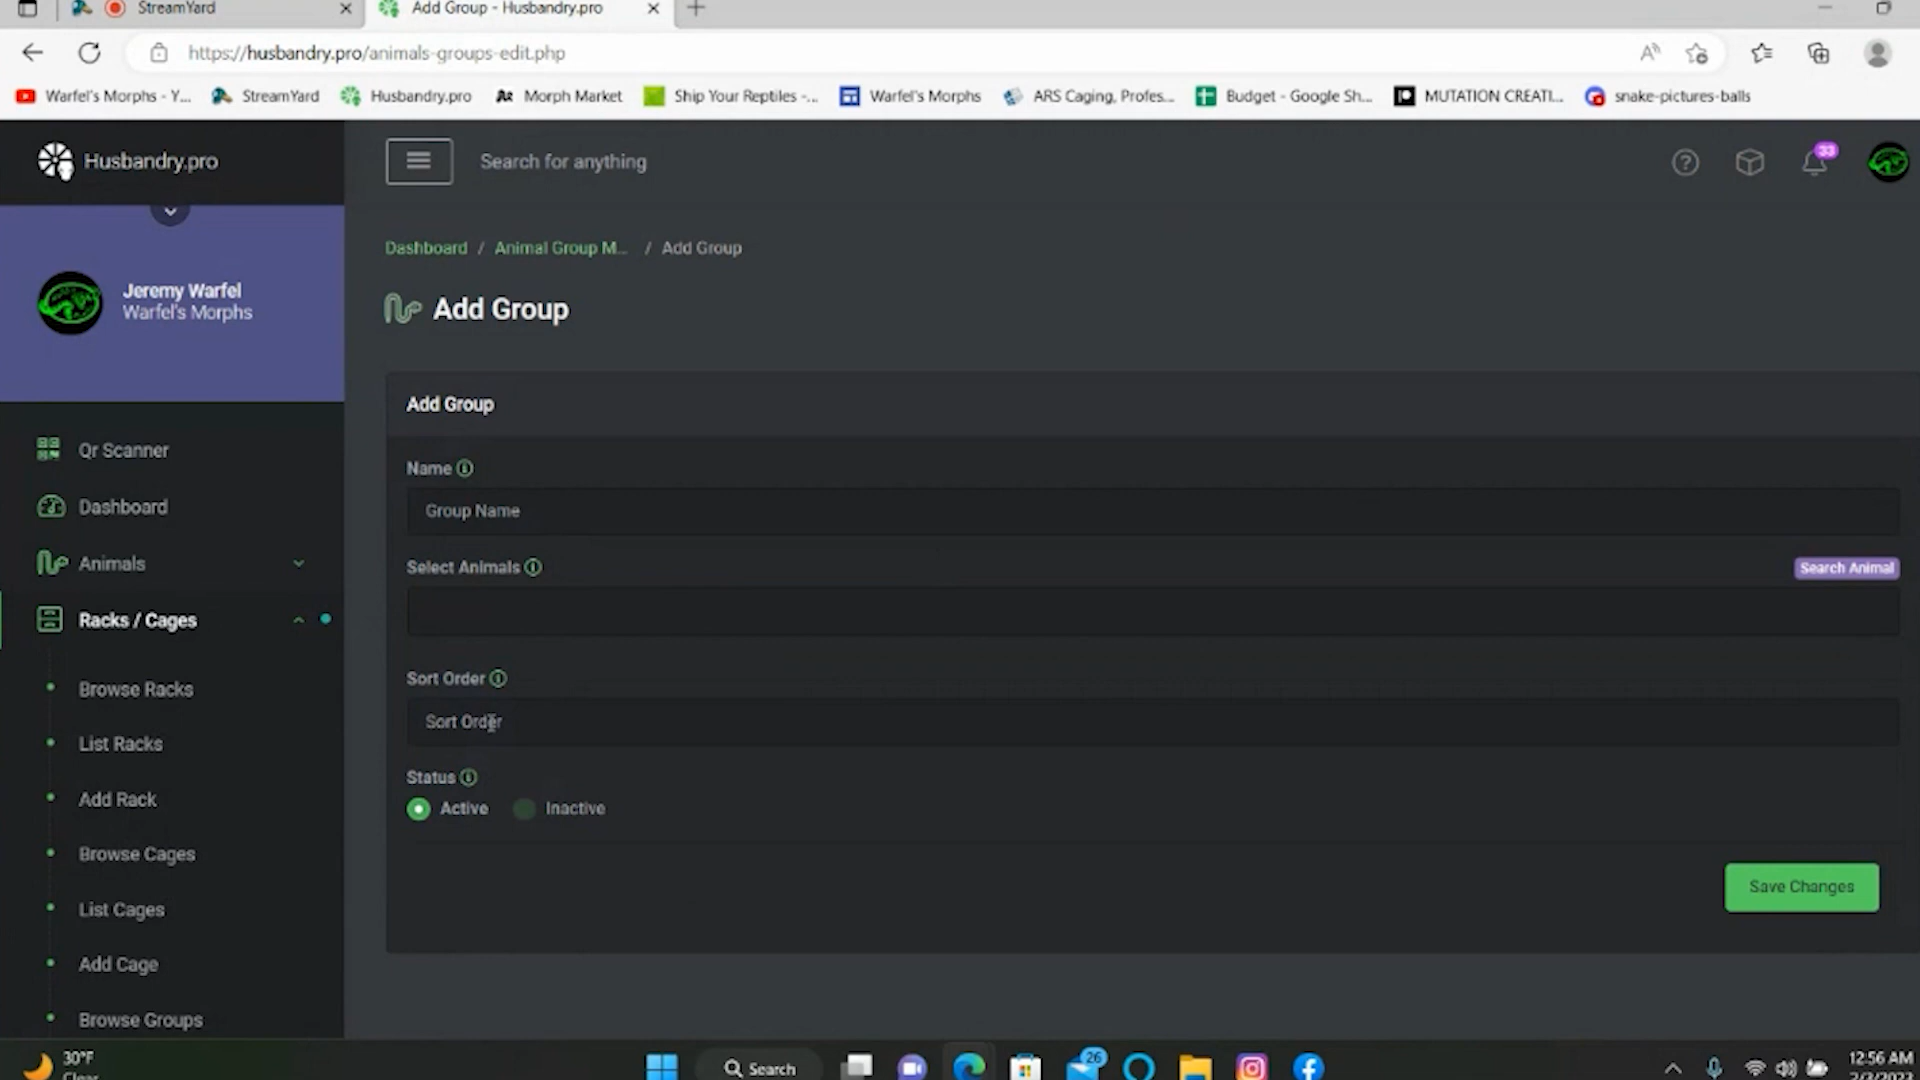 StreamYard
Add Group - Husbandry.pro
https://husbandry.pro/animals-groups-edit.php
Warfel's Morphs - Y...
StreamYard
Husbandry.pro
Morph Market
Ship Your Reptiles -...
Warfel's Morphs
ARS Caging, Profes...
Budget - Google Sh...
MUTATION CREATI...
snake-pictures-balls
Husbandry.pro
Search for anything
33
Jeremy Warfel
Warfel's Morphs
Dashboard / Animal Group M... / Add Group
Add Group
Qr Scanner
Dashboard
Animals
Racks / Cages
Browse Racks
List Racks
Add Rack
Browse Cages
List Cages
Add Cage
Browse Groups
Add Group
Name
Group Name
Select Animals
Search Animal
Sort Order
Sort Order
Status
Active
Inactive
Save Changes
30°F
Clear
Search
26
12:56 AM
2/3/2023